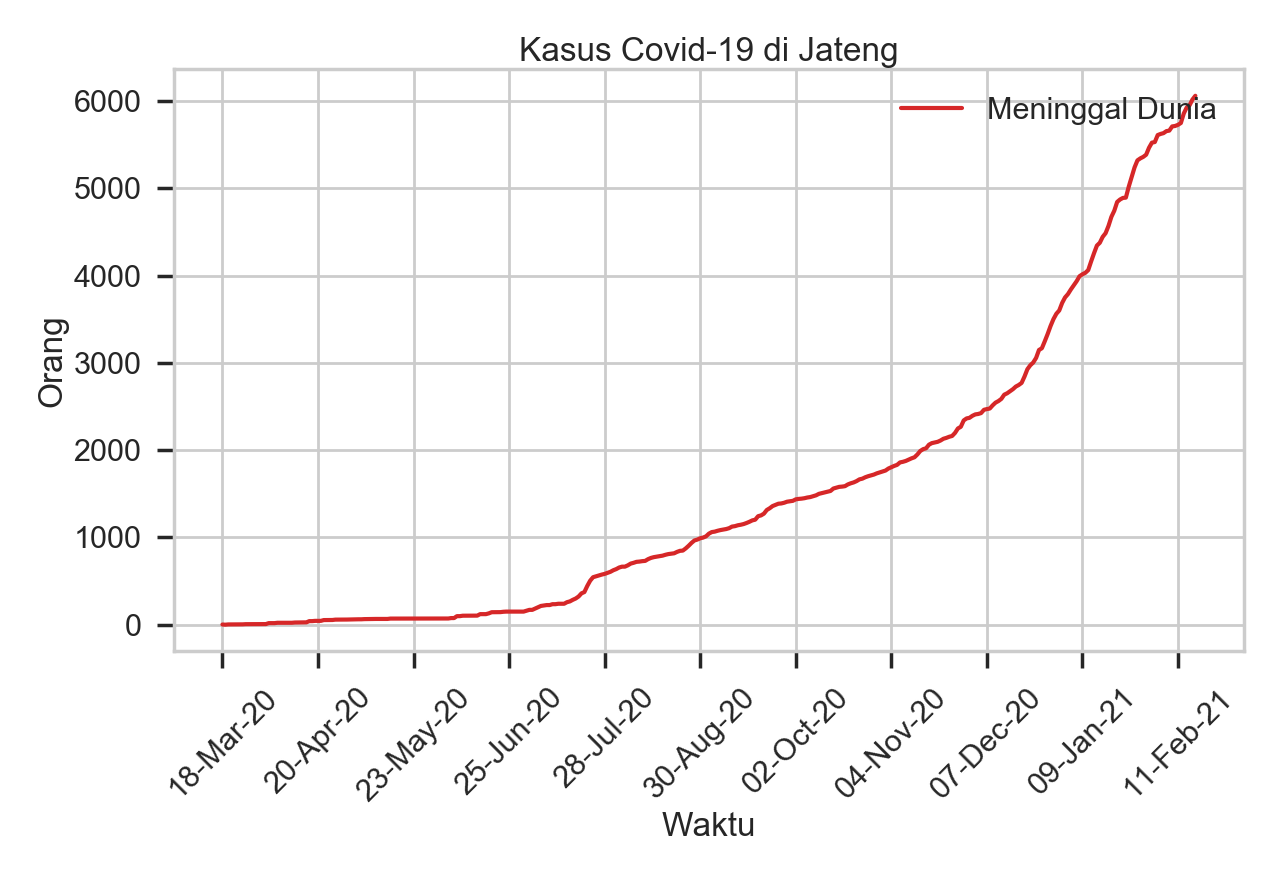 Kasus Covid-19 di Jateng
Meninggal Dunia
6000
5000
4000
3000
2000
1000
0
Orang
18-Mar-20
20-Apr-20
23-May-20
25-Jun-20
28-Jul-20
30-Aug-20
02-Oct-20
04-Nov-20
07-Dec-20
09-Jan-21
11-Feb-21
Waktu